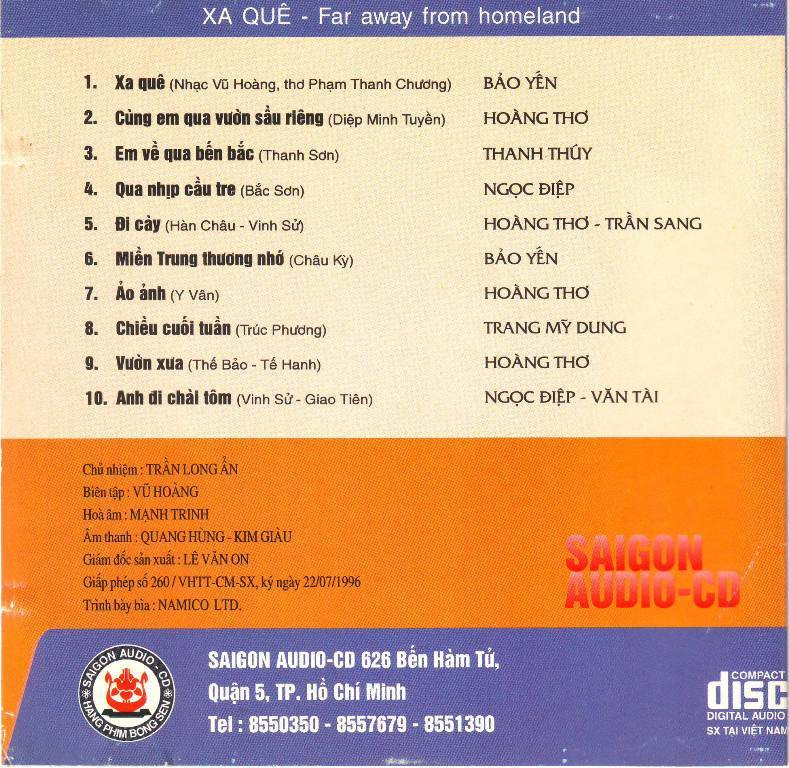 XA QUÊ - Far away from homeland
1. Xa quê (Nhạc Vũ Hoàng, thơ Phạm Thanh Chương) BẢO YẾN
2. Cùng em qua vườn sầu riêng (Diệp Minh Tuyền) HOÀNG THƠ
3. Em về qua bến bắc (Thanh Sơn) THANH THÚY
4. Qua nhịp cầu tre (Bắc Sơn) NGỌC ĐIỆP
5. Đi cày (Hàn Châu - Vinh Sử) HOÀNG THƠ - TRẦN SANG
6. Miền Trung thương nhớ (Châu Kỳ) BẢO YẾN
7. Ảo ảnh (Y Vân) HOÀNG THƠ
8. Chiều cuối tuần (Trúc Phương) TRANG MỸ DUNG
9. Vườn xưa (Thế Bảo - Tế Hanh) HOÀNG THƠ
10. Anh đi chài tôm (Vinh Sử - Giao Tiên) NGỌC ĐIỆP - VĂN TÀI
Chủ nhiệm : TRẦN LONG ẨN
Biên tập : VŨ HOÀNG
Hoà âm : MẠNH TRINH
Âm thanh : QUANG HÙNG - KIM GIÀU
Giám đốc sản xuất : LÊ VĂN ON
Giấp phép số 260 / VHTT-CM-SX, ký ngày 22/07/1996
Trình bày bìa : NAMICO LTD.
SAIGON
AUDIO-CD
SAIGON AUDIO - CD
HÃNG PHIM BÔNG SEN
SAIGON AUDIO-CD 626 Bến Hàm Tử,
Quận 5, TP. Hồ Chí Minh
Tel : 8550350 - 8557679 - 8551390
COMPACT
disc
DIGITAL AUDIO
SX TẠI VIỆT NAM